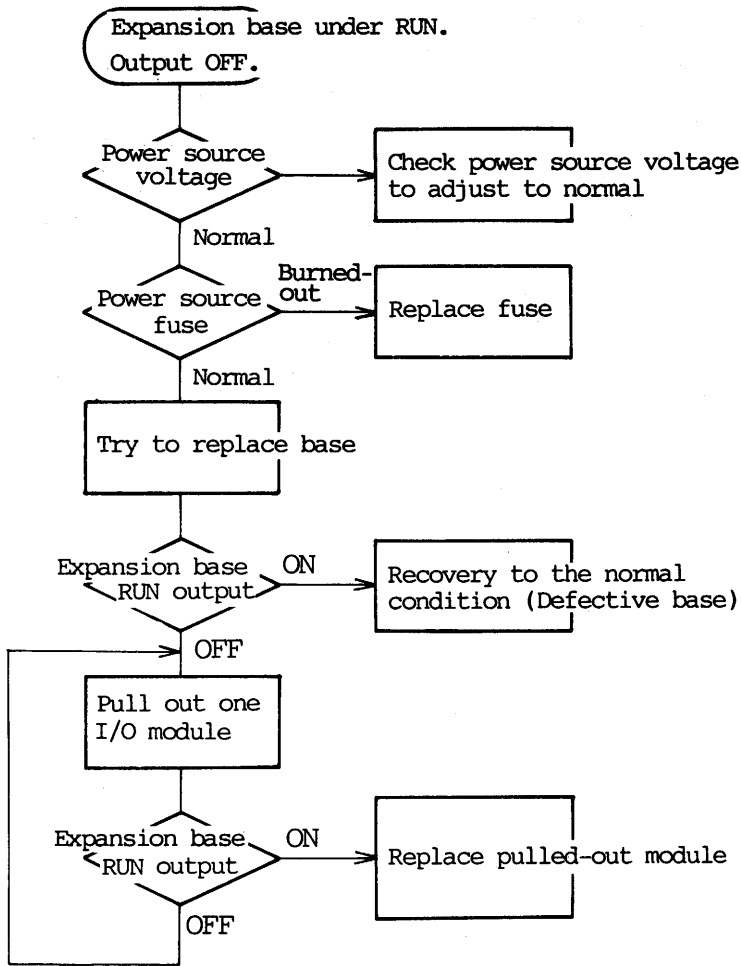 Expansion base under RUN.
Output OFF.
Power source
voltage
Check power source voltage
to adjust to normal
Normal
Power source
fuse
Burned-
out
Replace fuse
Normal
Try to replace base
Expansion base
RUN output
ON
Recovery to the normal
condition (Defective base)
OFF
Pull out one
I/O module
Expansion base
RUN output
ON
Replace pulled-out module
OFF